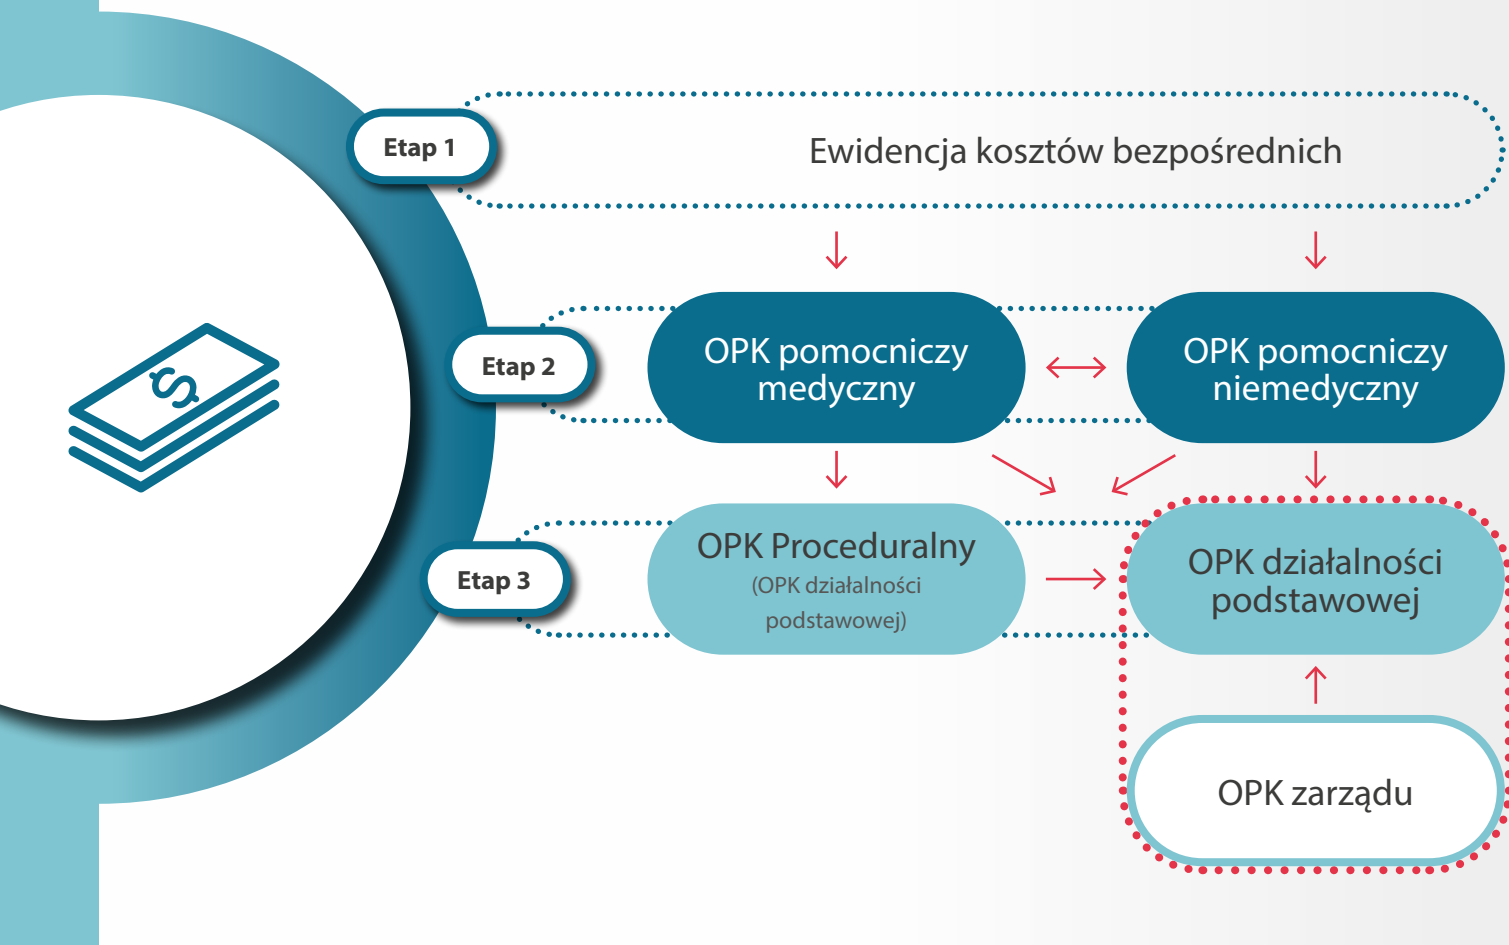 Etap 1
Ewidencja kosztów bezpośrednich
Etap 2
OPK pomocniczy
medyczny
OPK pomocniczy
niemedyczny
Etap 3
OPK Proceduralny
(OPK działalności
podstawowej)
OPK działalności
podstawowej
OPK zarządu